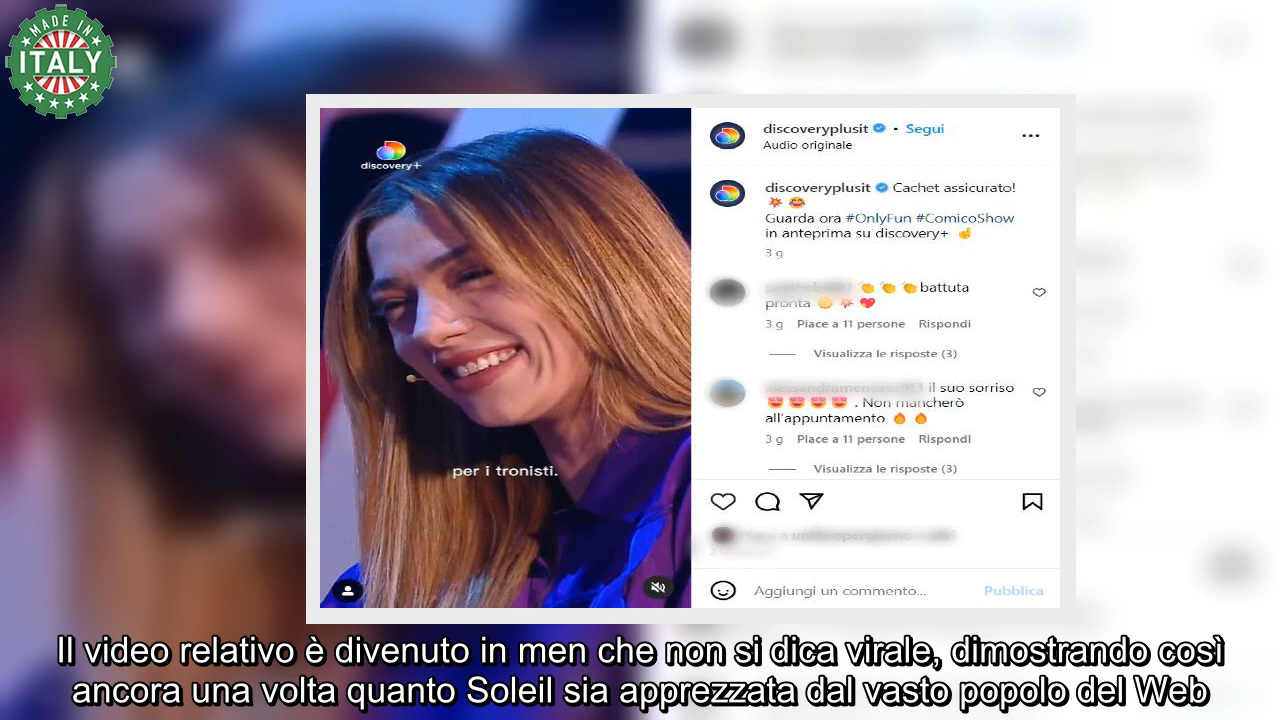 MADE IN
ITALY
discovery+
per i tronisti.
discoveryplusit • Segui
Audio originale
discoveryplusit Cachet assicurato!
💥 😂
Guarda ora #OnlyFun #ComicoShow
in anteprima su discovery+ ☝
3 g
👏 👏 👏 battuta
pronta 💥 💖
3 g Piace a 11 persone Rispondi
Visualizza le risposte (3)
il suo sorriso
😍 😍 😍 😍 . Non mancherò
all'appuntamento 🔥 🔥
3 g Piace a 11 persone Rispondi
Visualizza le risposte (3)
Aggiungi un commento...
Pubblica
Il video relativo è divenuto in men che non si dica virale, dimostrando così
ancora una volta quanto Soleil sia apprezzata dal vasto popolo del Web